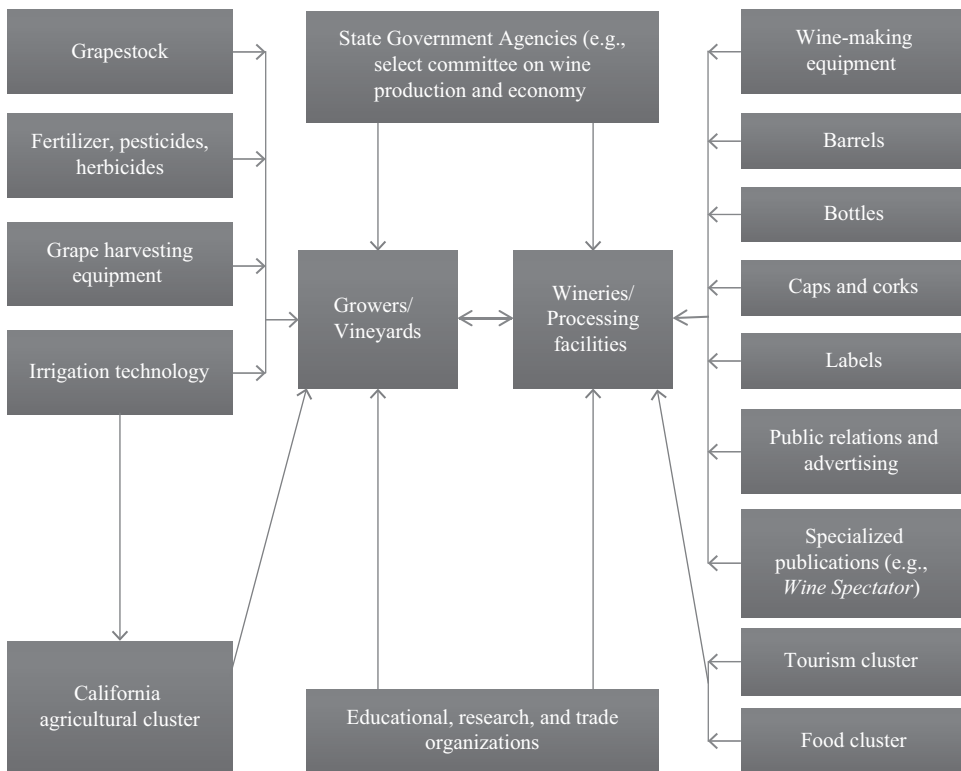 Grapestock
Fertilizer, pesticides,
herbicides
Grape harvesting
equipment
Irrigation technology
California
agricultural cluster
State Government Agencies (e.g.,
select committee on wine
production and economy
Growers/
Vineyards
Wineries/
Processing
facilities
Educational, research, and trade
organizations
Wine-making
equipment
Barrels
Bottles
Caps and corks
Labels
Public relations and
advertising
Specialized
publications (e.g.,
Wine Spectator)
Tourism cluster
Food cluster